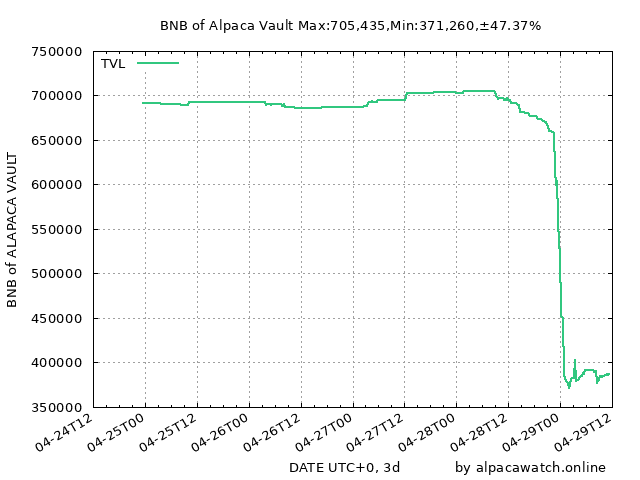 BNB of Alpaca Vault Max:705,435,Min:371,260,±47.37%
TVL
750000
700000
650000
600000
550000
500000
450000
400000
350000
BNB of ALAPACA VAULT
04-24T12
04-25T00
04-25T12
04-26T00
04-26T12
04-27T00
04-27T12
04-28T00
04-28T12
04-29T00
04-29T12
DATE UTC+0, 3d
by alpacawatch.online